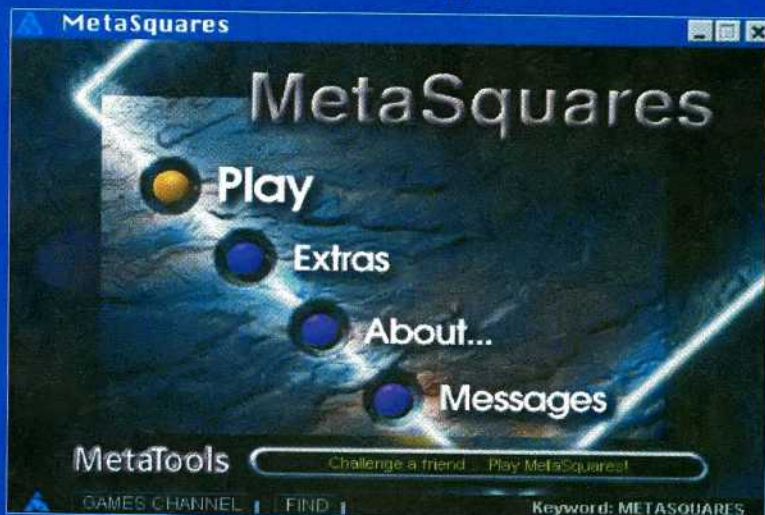 MetaSquares
MetaSquares
Play
Extras
About...
Messages
MetaTools
Challenge a friend ... Play MetaSquares!
GAMES CHANNEL
FIND
Keyword: METASQUARES